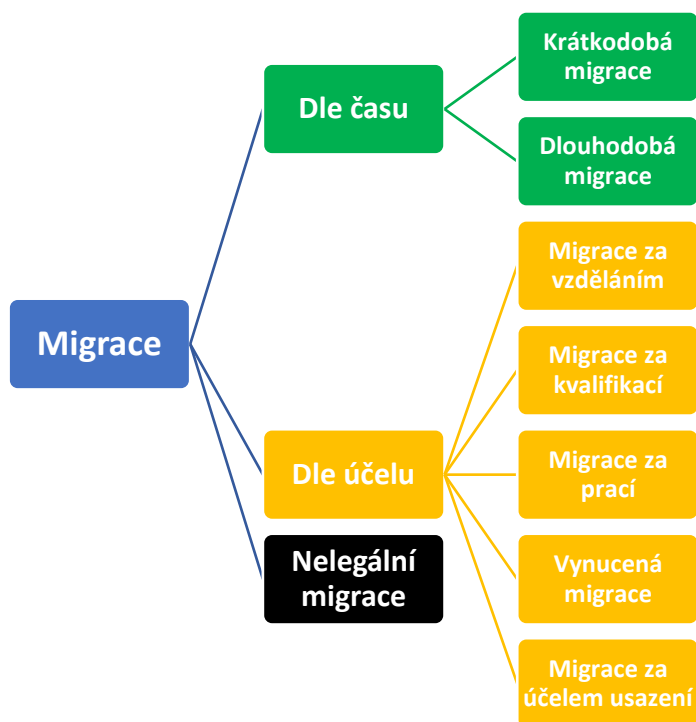 Migrace
Dle času
Krátkodobá
migrace
Dlouhodobá
migrace
Dle účelu
Migrace za
vzděláním
Migrace za
kvalifikací
Migrace za
prací
Vynucená
migrace
Migrace za
účelem usazení
Nelegální
migrace